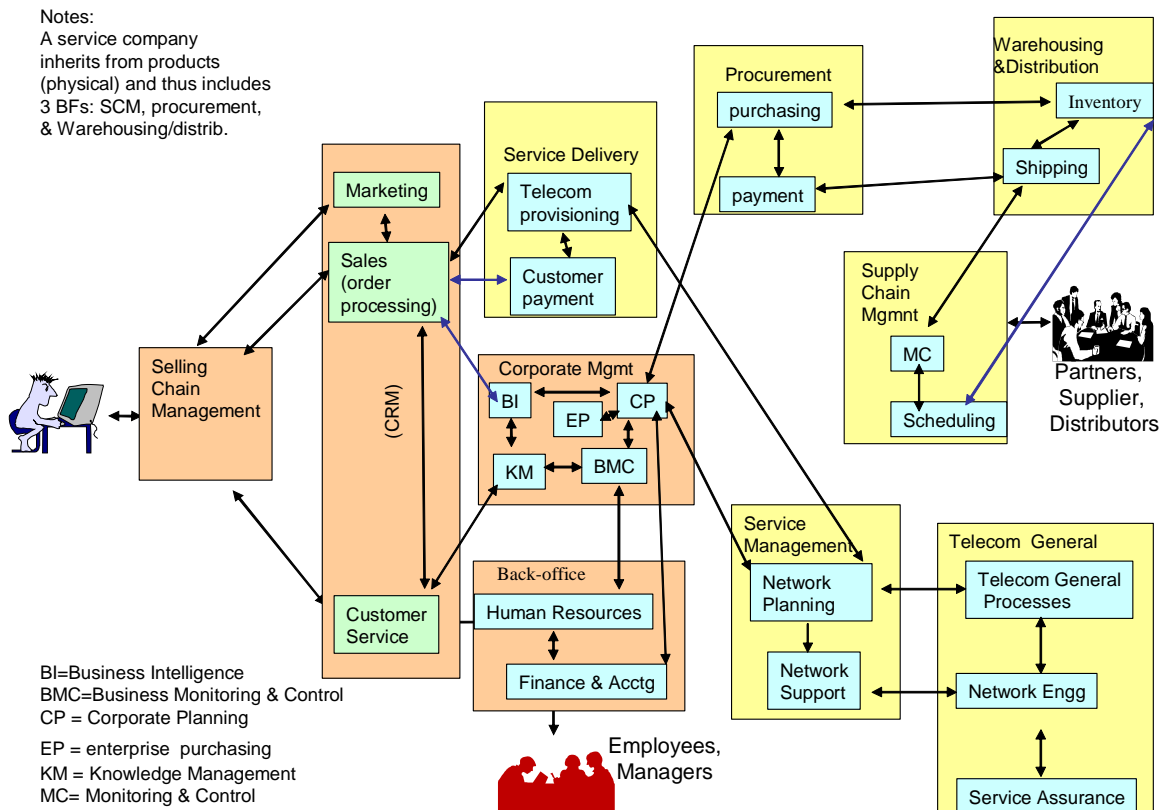 Notes:
A service company
inherits from products
(physical) and thus includes
3 BFs: SCM, procurement,
& Warehousing/distrib.
Marketing
Sales
(order
processing)
(CRM)
Customer
Service
Selling
Chain
Management
Service Delivery
Telecom
provisioning
Customer
payment
Corporate Mgmt
BI
EP
CP
KM
BMC
Back-office
Human Resources
Finance & Acctg
Employees,
Managers
Procurement
purchasing
payment
Warehousing
&Distribution
Inventory
Shipping
Supply
Chain
Mgmnt
MC
Scheduling
Partners,
Supplier,
Distributors
Service
Management
Network
Planning
Network
Support
Telecom General
Telecom General
Processes
Network Engg
Service Assurance
BI=Business Intelligence
BMC=Business Monitoring & Control
CP = Corporate Planning
EP = enterprise purchasing
KM = Knowledge Management
MC= Monitoring & Control